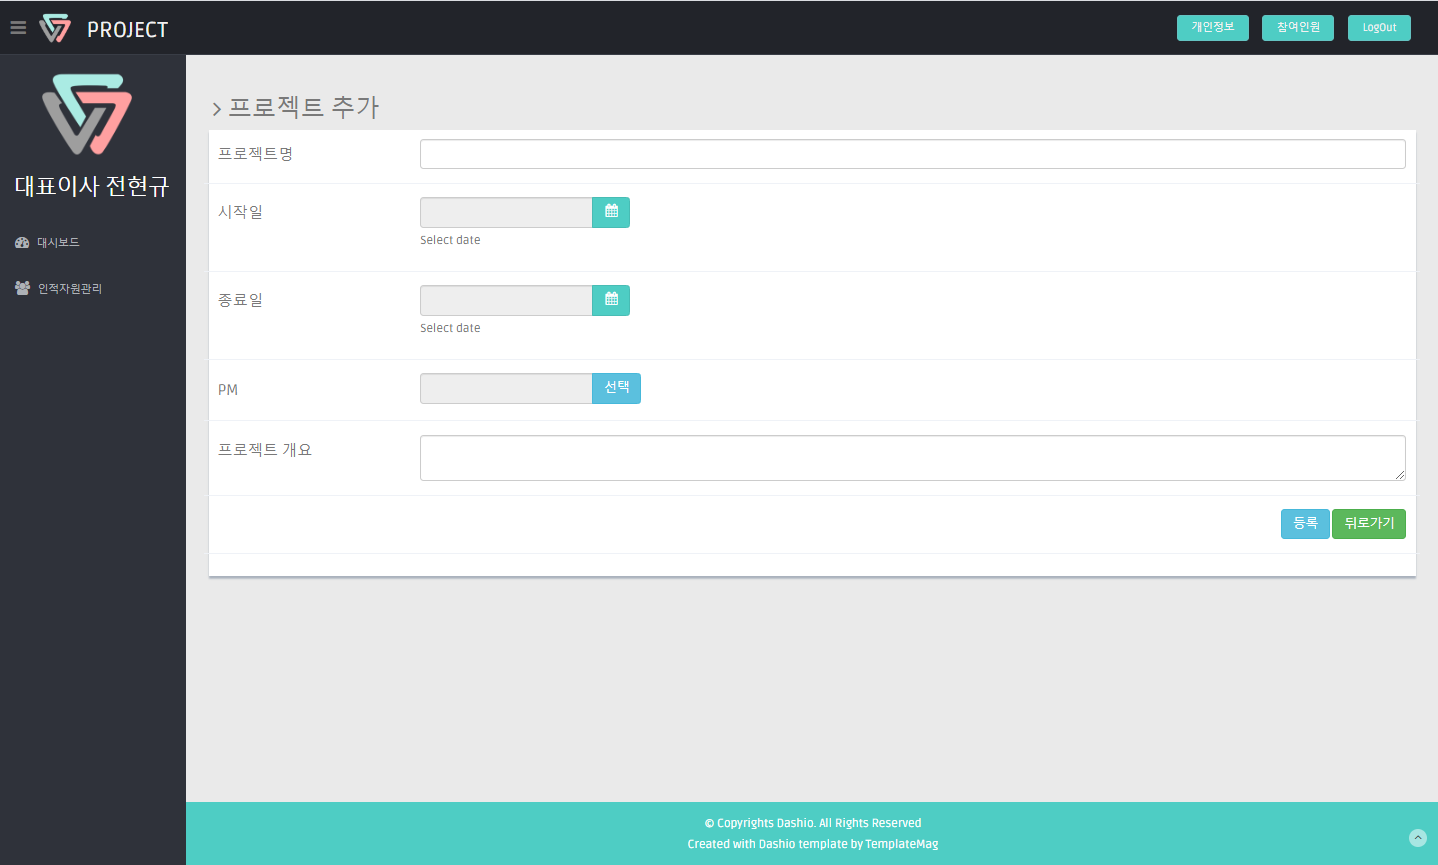 PROJECT
개인정보
참여인원
LogOut
대표이사 전현규
대시보드
인적자원관리
프로젝트 추가
프로젝트명
시작일
Select date
종료일
Select date
PM
선택
프로젝트 개요
등록
뒤로가기
© Copyrights Dashio. All Rights Reserved
Created with Dashio template by TemplateMag